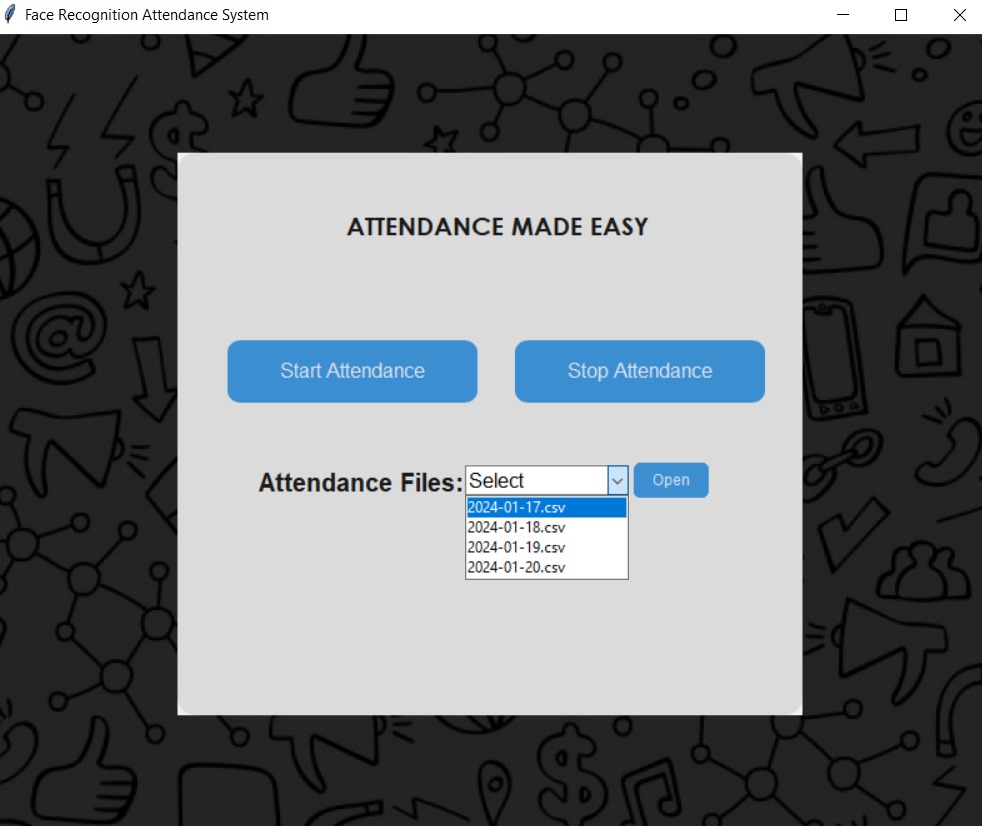 Face Recognition Attendance System
ATTENDANCE MADE EASY
Start Attendance
Stop Attendance
Attendance Files: Select Open
2024-01-17.csv
2024-01-18.csv
2024-01-19.csv
2024-01-20.csv